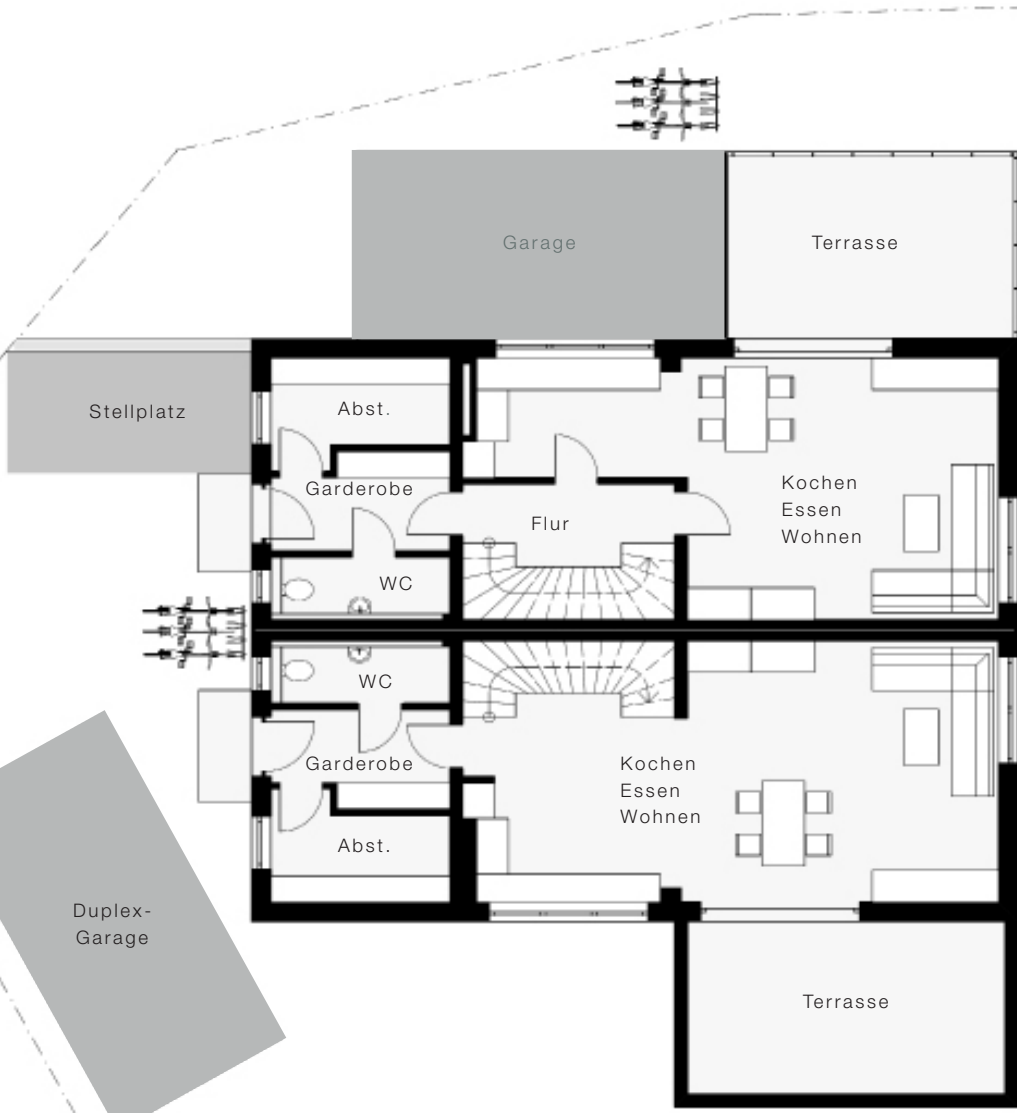 Garage
Terrasse
Stellplatz
Abst.
Garderobe
Kochen
Essen
Wohnen
Flur
WC
WC
Garderobe
Kochen
Essen
Wohnen
Abst.
Duplex-
Garage
Terrasse